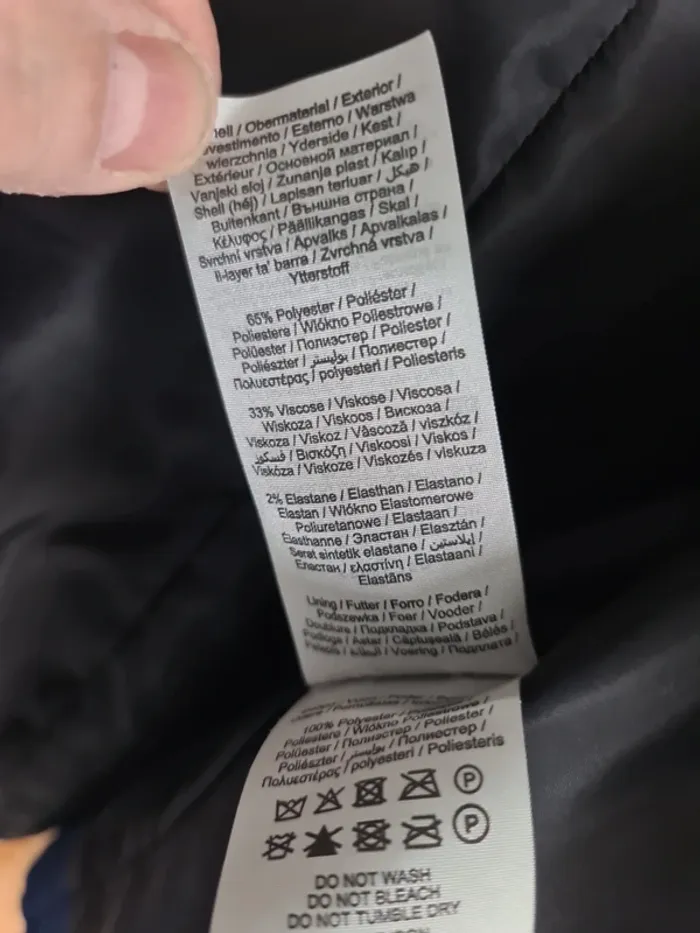 / Obermaterial / Exterior /
/ Esterno / Warstwa
wierzchnia / Yderside / Kest /
Extérieur / Основной материал /
Vanjski sloj / Zunanja plast / Kalıp /
Shell (héj) / Lapisan terluar / هيكل /
Buitenkant / Външна страна /
Κέλυφος / Päällikangas / Skal /
Svrchní vrstva / Apvalks / Apvalkalas /
Il-layer ta' barra / Zvrchná vrstva /
Ytterstoff
65% Polyester / Poliéster /
Poliestere / Włókno Poliestrowe /
Polüester / Полиэстер / Poliester /
Poliészter / بوليستر / Полиестер /
Πολυεστέρας / polyesteri / Poliesteris
33% Viscose / Viskose / Viscosa /
Wiskoza / Viskoos / Вискоза /
Viskoza / Viskoz / Vâscoză / viszkóz /
فسكوز / Βισκόζη / Viskoosi / Viskos /
Viskóza / Viskoze / Viskozės / viskuza
2% Elastane / Elasthan / Elastano /
Elastan / Włókno Elastomerowe
Poliuretanowe / Elastaan /
Élasthanne / Эластан / Elasztán /
Serat sintetik elastane / إيلاستين /
Еластан / ελαστίνη / Elastaani /
Elastāns
Lining / Futter / Forro / Fodera /
Podszewka / Foer / Vooder /
Doublure / Подкладка / Podstava /
/ Astar / Căptuşeală / Bélés /
/ Voering / Подплата /
100% Polyester /
Poliestere / Włókno Poliestrowe /
Polüester / Полиэстер / Poliester /
Poliészter / بوليستر / Полиестер /
Πολυεστέρας / polyesteri / Poliesteris
P
P
DO NOT WASH
DO NOT BLEACH
DO NOT TUMBLE DRY